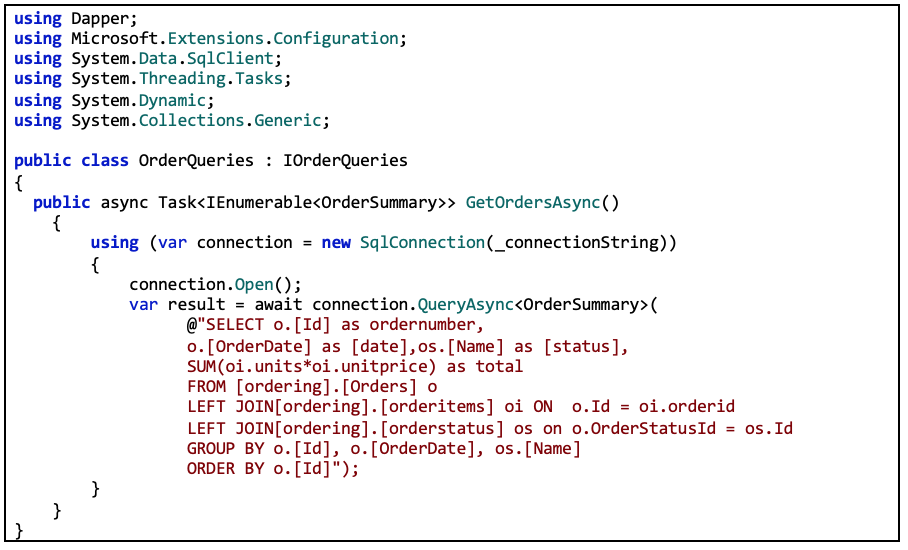 using Dapper;
using Microsoft.Extensions.Configuration;
using System.Data.SqlClient;
using System.Threading.Tasks;
using System.Dynamic;
using System.Collections.Generic;

public class OrderQueries : IOrderQueries
{
  public async Task<IEnumerable<OrderSummary>> GetOrdersAsync()
    {
        using (var connection = new SqlConnection(_connectionString))
        {
            connection.Open();
            var result = await connection.QueryAsync<OrderSummary>(
                  @"SELECT o.[Id] as ordernumber,
                  o.[OrderDate] as [date],os.[Name] as [status],
                  SUM(oi.units*oi.unitprice) as total
                  FROM [ordering].[Orders] o
                  LEFT JOIN[ordering].[orderitems] oi ON  o.Id = oi.orderid
                  LEFT JOIN[ordering].[orderstatus] os on o.OrderStatusId = os.Id
                  GROUP BY o.[Id], o.[OrderDate], os.[Name]
                  ORDER BY o.[Id]");
        }
    }
}